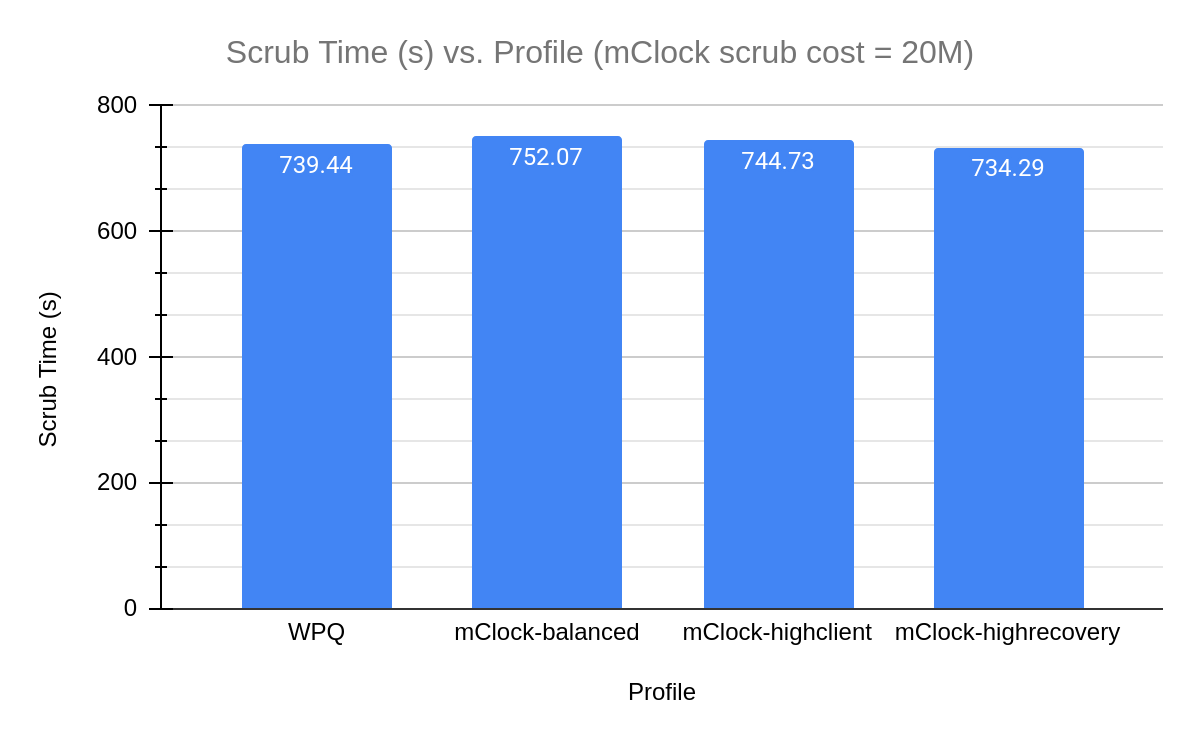 Scrub Time (s) vs. Profile (mClock scrub cost = 20M)
800
600
400
200
0
Scrub Time (s)
739.44
752.07
744.73
734.29
WPQ
mClock-balanced
mClock-highclient
mClock-highrecovery
Profile